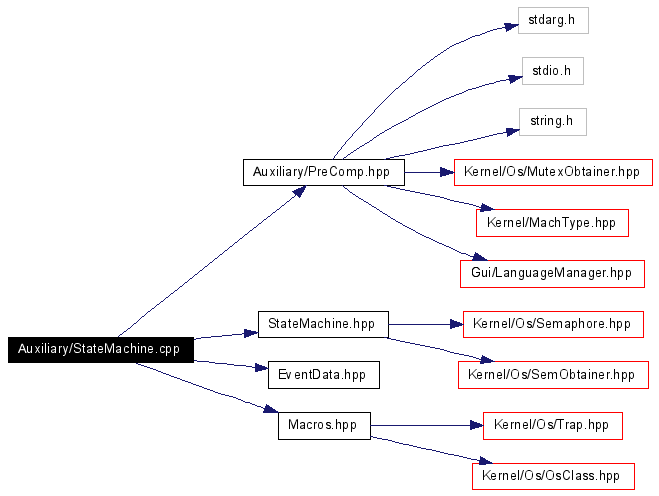 stdarg.h
stdio.h
string.h
Auxiliary/PreComp.hpp
Kernel/Os/MutexObtainer.hpp
Kernel/MachType.hpp
Gui/LanguageManager.hpp
StateMachine.hpp
Kernel/Os/Semaphore.hpp
Auxiliary/StateMachine.cpp
EventData.hpp
Kernel/Os/SemObtainer.hpp
Macros.hpp
Kernel/Os/Trap.hpp
Kernel/Os/OsClass.hpp